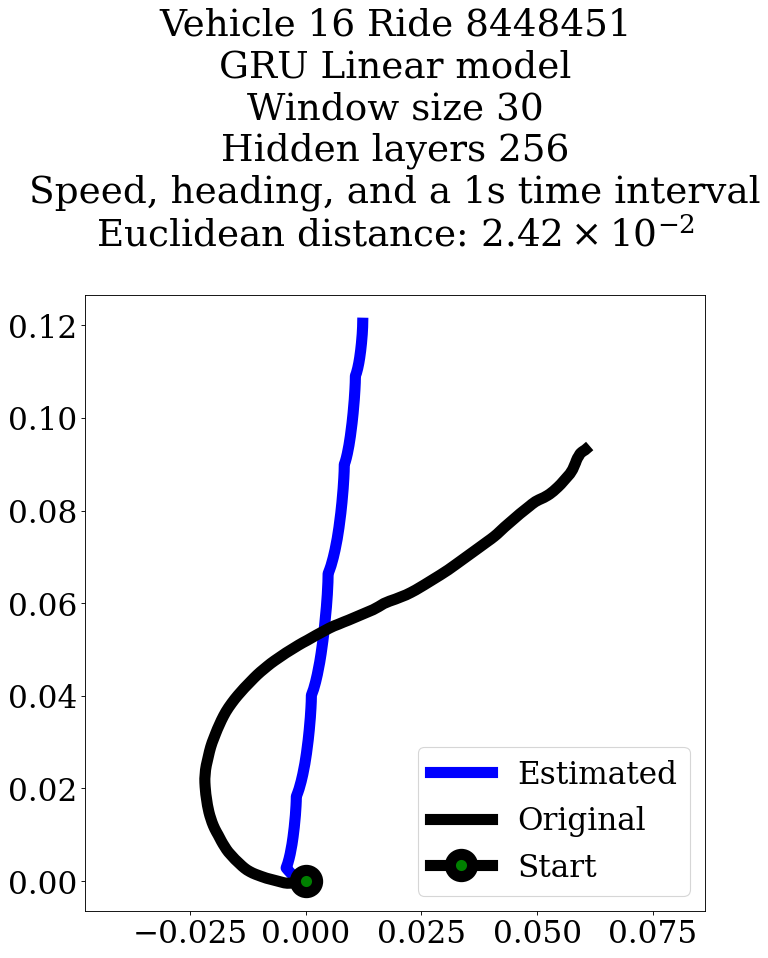 Vehicle 16 Ride 8448451
GRU Linear model
Window size 30
Hidden layers 256
Speed, heading, and a 1s time interval
Euclidean distance: 2.42 × 10⁻²
0.12
0.10
0.08
0.06
0.04
0.02
0.00
Estimated
Original
Start
−0.025 0.000 0.025 0.050 0.075